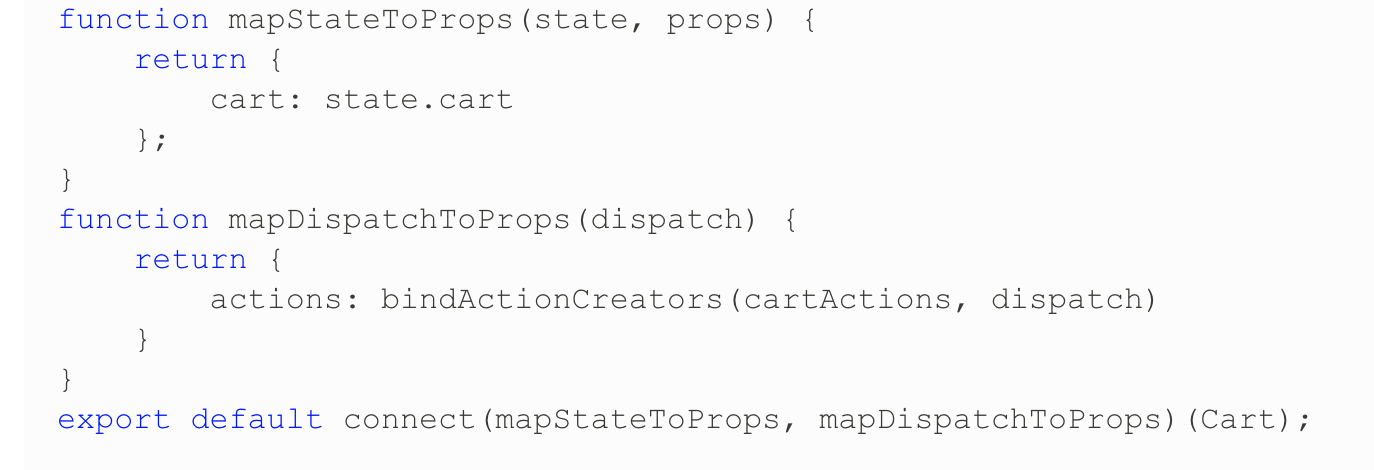 function mapStateToProps(state, props) {
    return {
        cart: state.cart
    };
}
function mapDispatchToProps(dispatch) {
    return {
        actions: bindActionCreators(cartActions, dispatch)
    }
}
export default connect(mapStateToProps, mapDispatchToProps)(Cart);